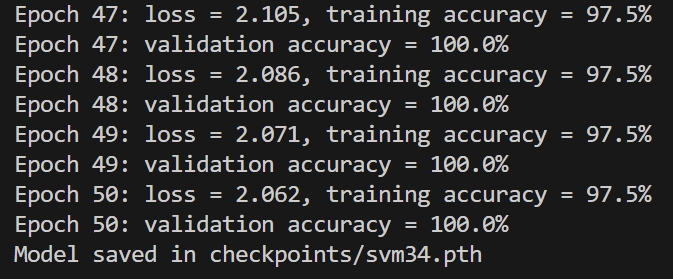 Epoch 47: loss = 2.105, training accuracy = 97.5%
Epoch 47: validation accuracy = 100.0%
Epoch 48: loss = 2.086, training accuracy = 97.5%
Epoch 48: validation accuracy = 100.0%
Epoch 49: loss = 2.071, training accuracy = 97.5%
Epoch 49: validation accuracy = 100.0%
Epoch 50: loss = 2.062, training accuracy = 97.5%
Epoch 50: validation accuracy = 100.0%
Model saved in checkpoints/svm34.pth